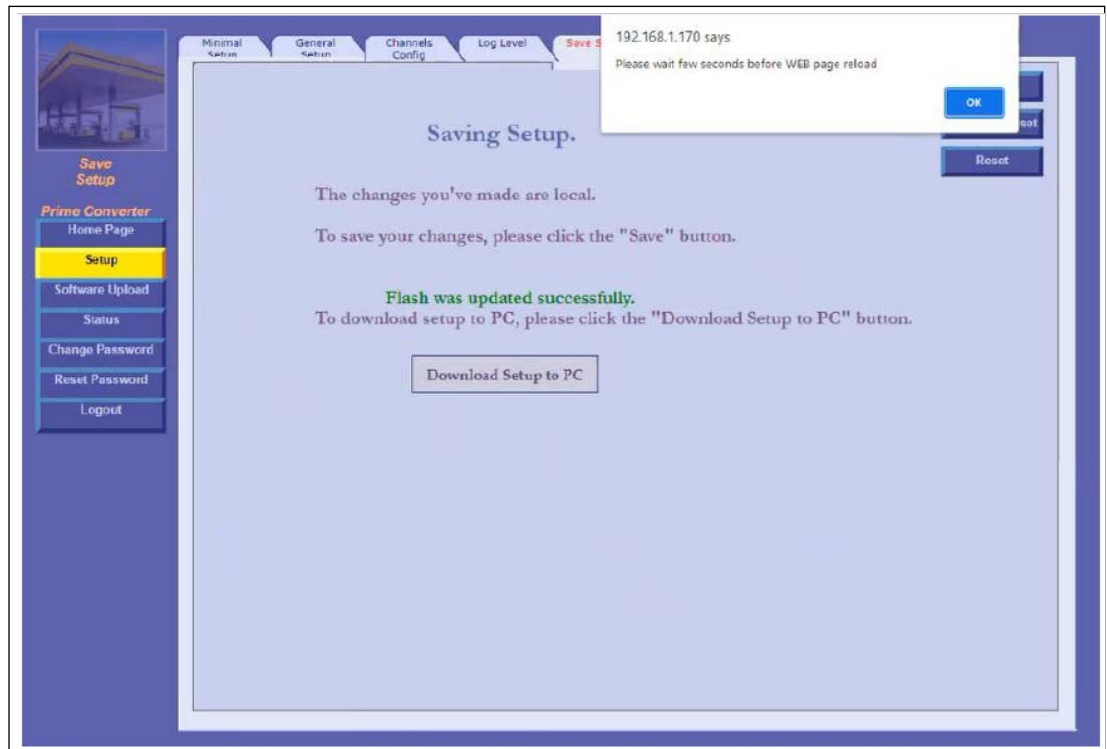 192.168.1.170 says
Please wait few seconds before WEB page reload
OK
Minimal
Setup
General
Setup
Channels
Config
Log Level
Save S
set
Reset
Save
Setup
Prime Converter
Home Page
Setup
Software Upload
Status
Change Password
Reset Password
Logout
Saving Setup.
The changes you've made are local.
To save your changes, please click the "Save" button.
Flash was updated successfully.
To download setup to PC, please click the "Download Setup to PC" button.
Download Setup to PC